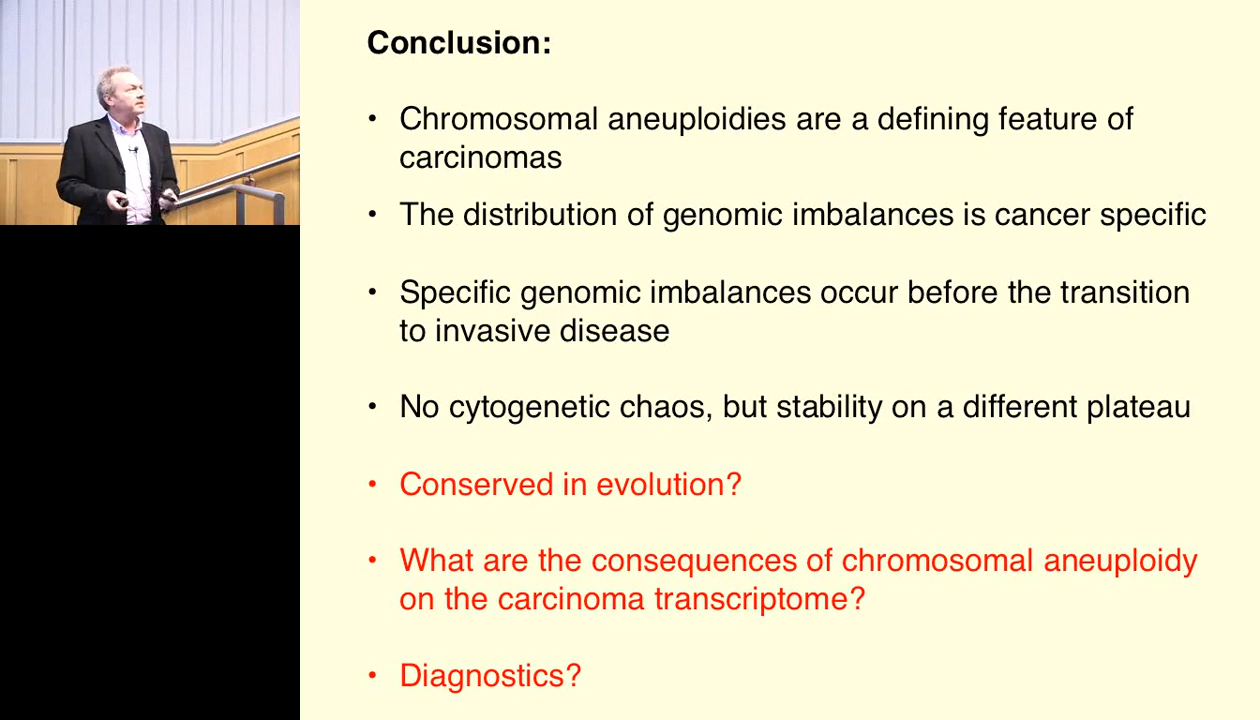 Conclusion:
• Chromosomal aneuploidies are a defining feature of
carcinomas
• The distribution of genomic imbalances is cancer specific
• Specific genomic imbalances occur before the transition
to invasive disease
• No cytogenetic chaos, but stability on a different plateau
• Conserved in evolution?
• What are the consequences of chromosomal aneuploidy
on the carcinoma transcriptome?
• Diagnostics?